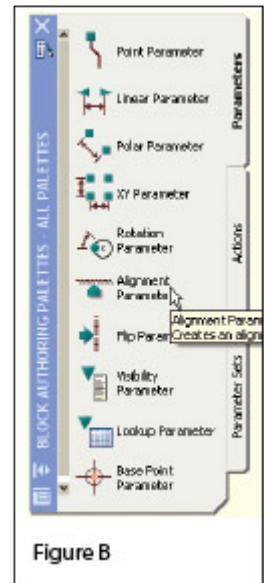 Point Parameter
Linear Parameter
Polar Parameter
XY Parameter
Rotation
Parameter
Alignment
Paramete
Alignment Param
Creates an align
Flip Param
Visibility
Parameter
Lookup Parameter
Base Point
Parameter
Parameters
Actions
Parameter Sets
BLOCK AUTHORING PALETTES - ALL PALETTES
Figure B